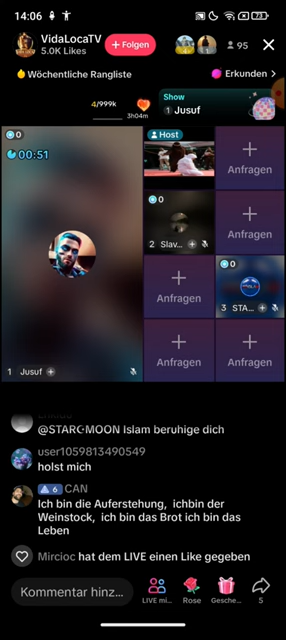 14:06
73
VidaLocaTV
5.0K Likes
+ Folgen
95
Wöchentliche Rangliste
Erkunden >
4/999k
3h04m
Show
1 Jusuf
0
00:51
Host
Anfragen
0
2 Slav...
Anfragen
Anfragen
0
3 STA...
Anfragen
Anfragen
1 Jusuf
@STAR☪MOON Islam beruhige dich
user1059813490549
holst mich
6 CAN
Ich bin die Auferstehung, ichbin der
Weinstock, ich bin das Brot ich bin das
Leben
Mircioc hat dem LIVE einen Like gegeben
Kommentar hinz...
LIVE mi...
Rose
Gesche...
5